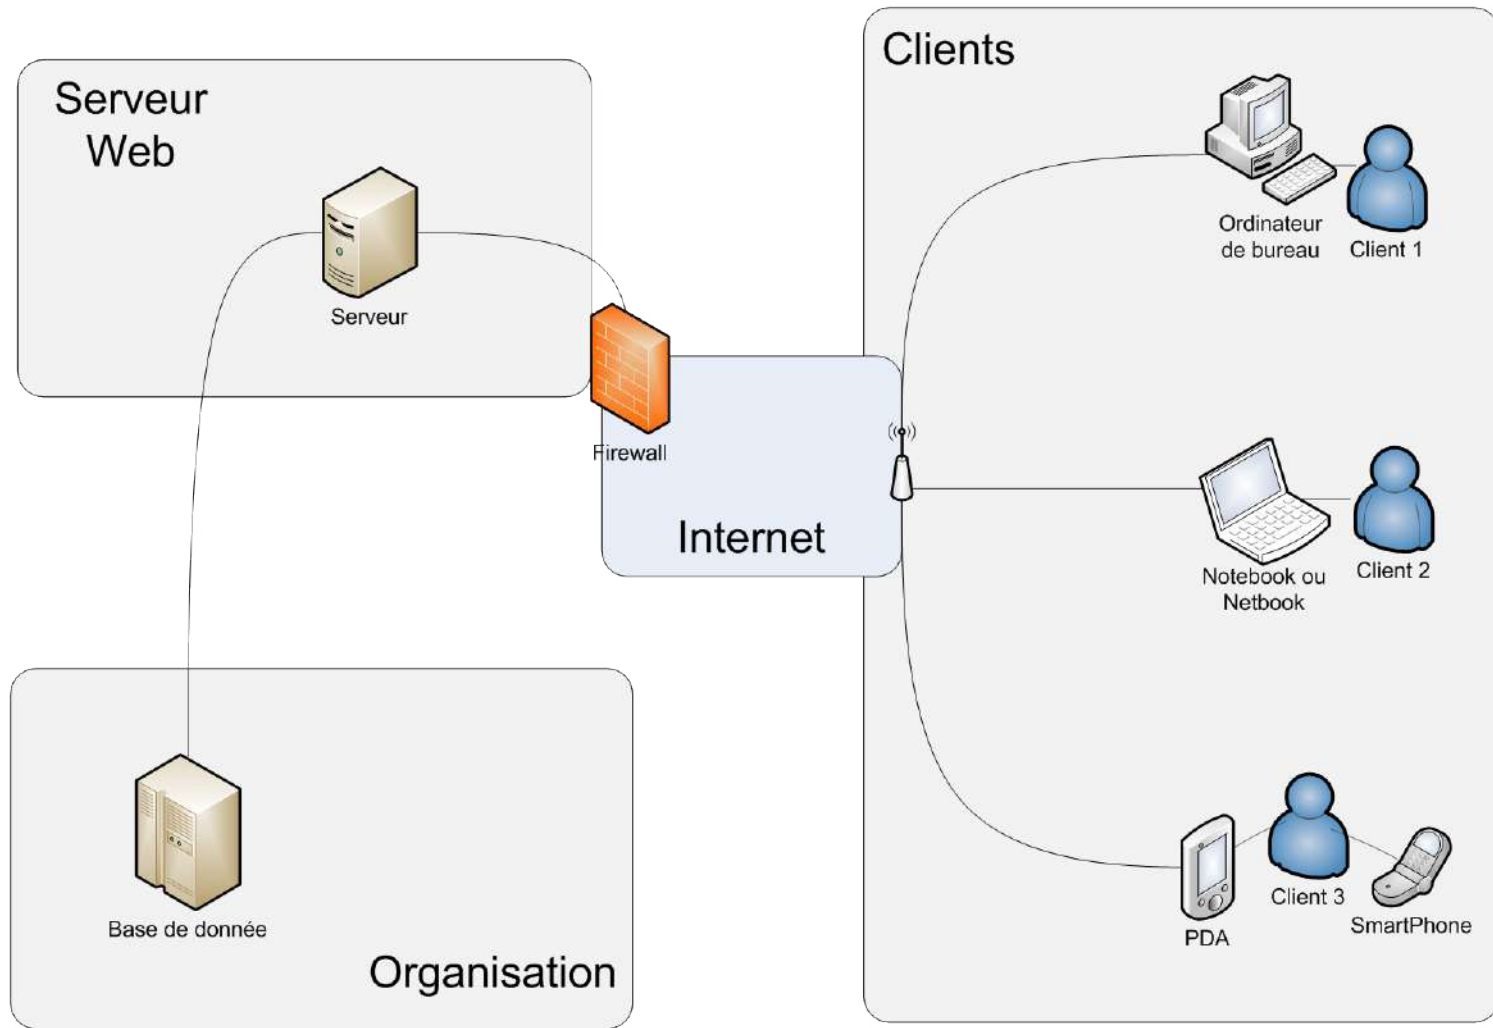 Serveur
Web
Serveur
Firewall
Internet
Base de donnée
Organisation
Clients
Ordinateur
de bureau
Client 1
Notebook ou
Netbook
Client 2
PDA
Client 3
SmartPhone